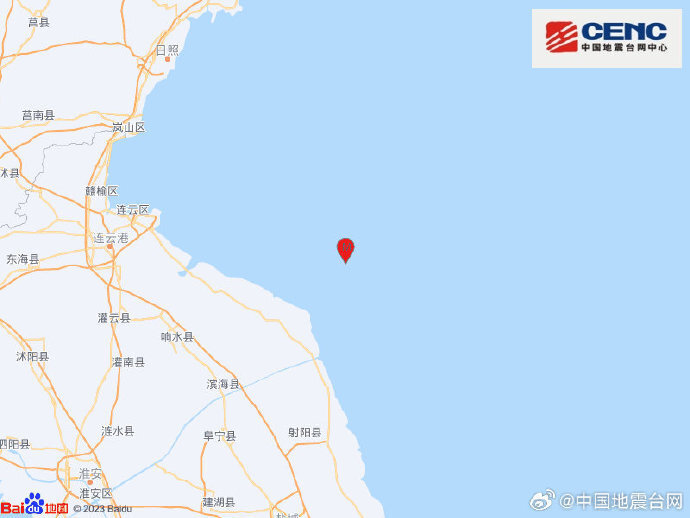 莒县
日照
CENC
中国地震台网中心
莒南县
岚山区
沭县
赣榆区
连云区
连云港
东海县
灌云县
响水县
沭阳县
灌南县
滨海县
涟水县
阜宁县
射阳县
泗阳县
淮安
淮安区
建湖县
Baidu地图
© 2023 Baidu
@中国地震台网